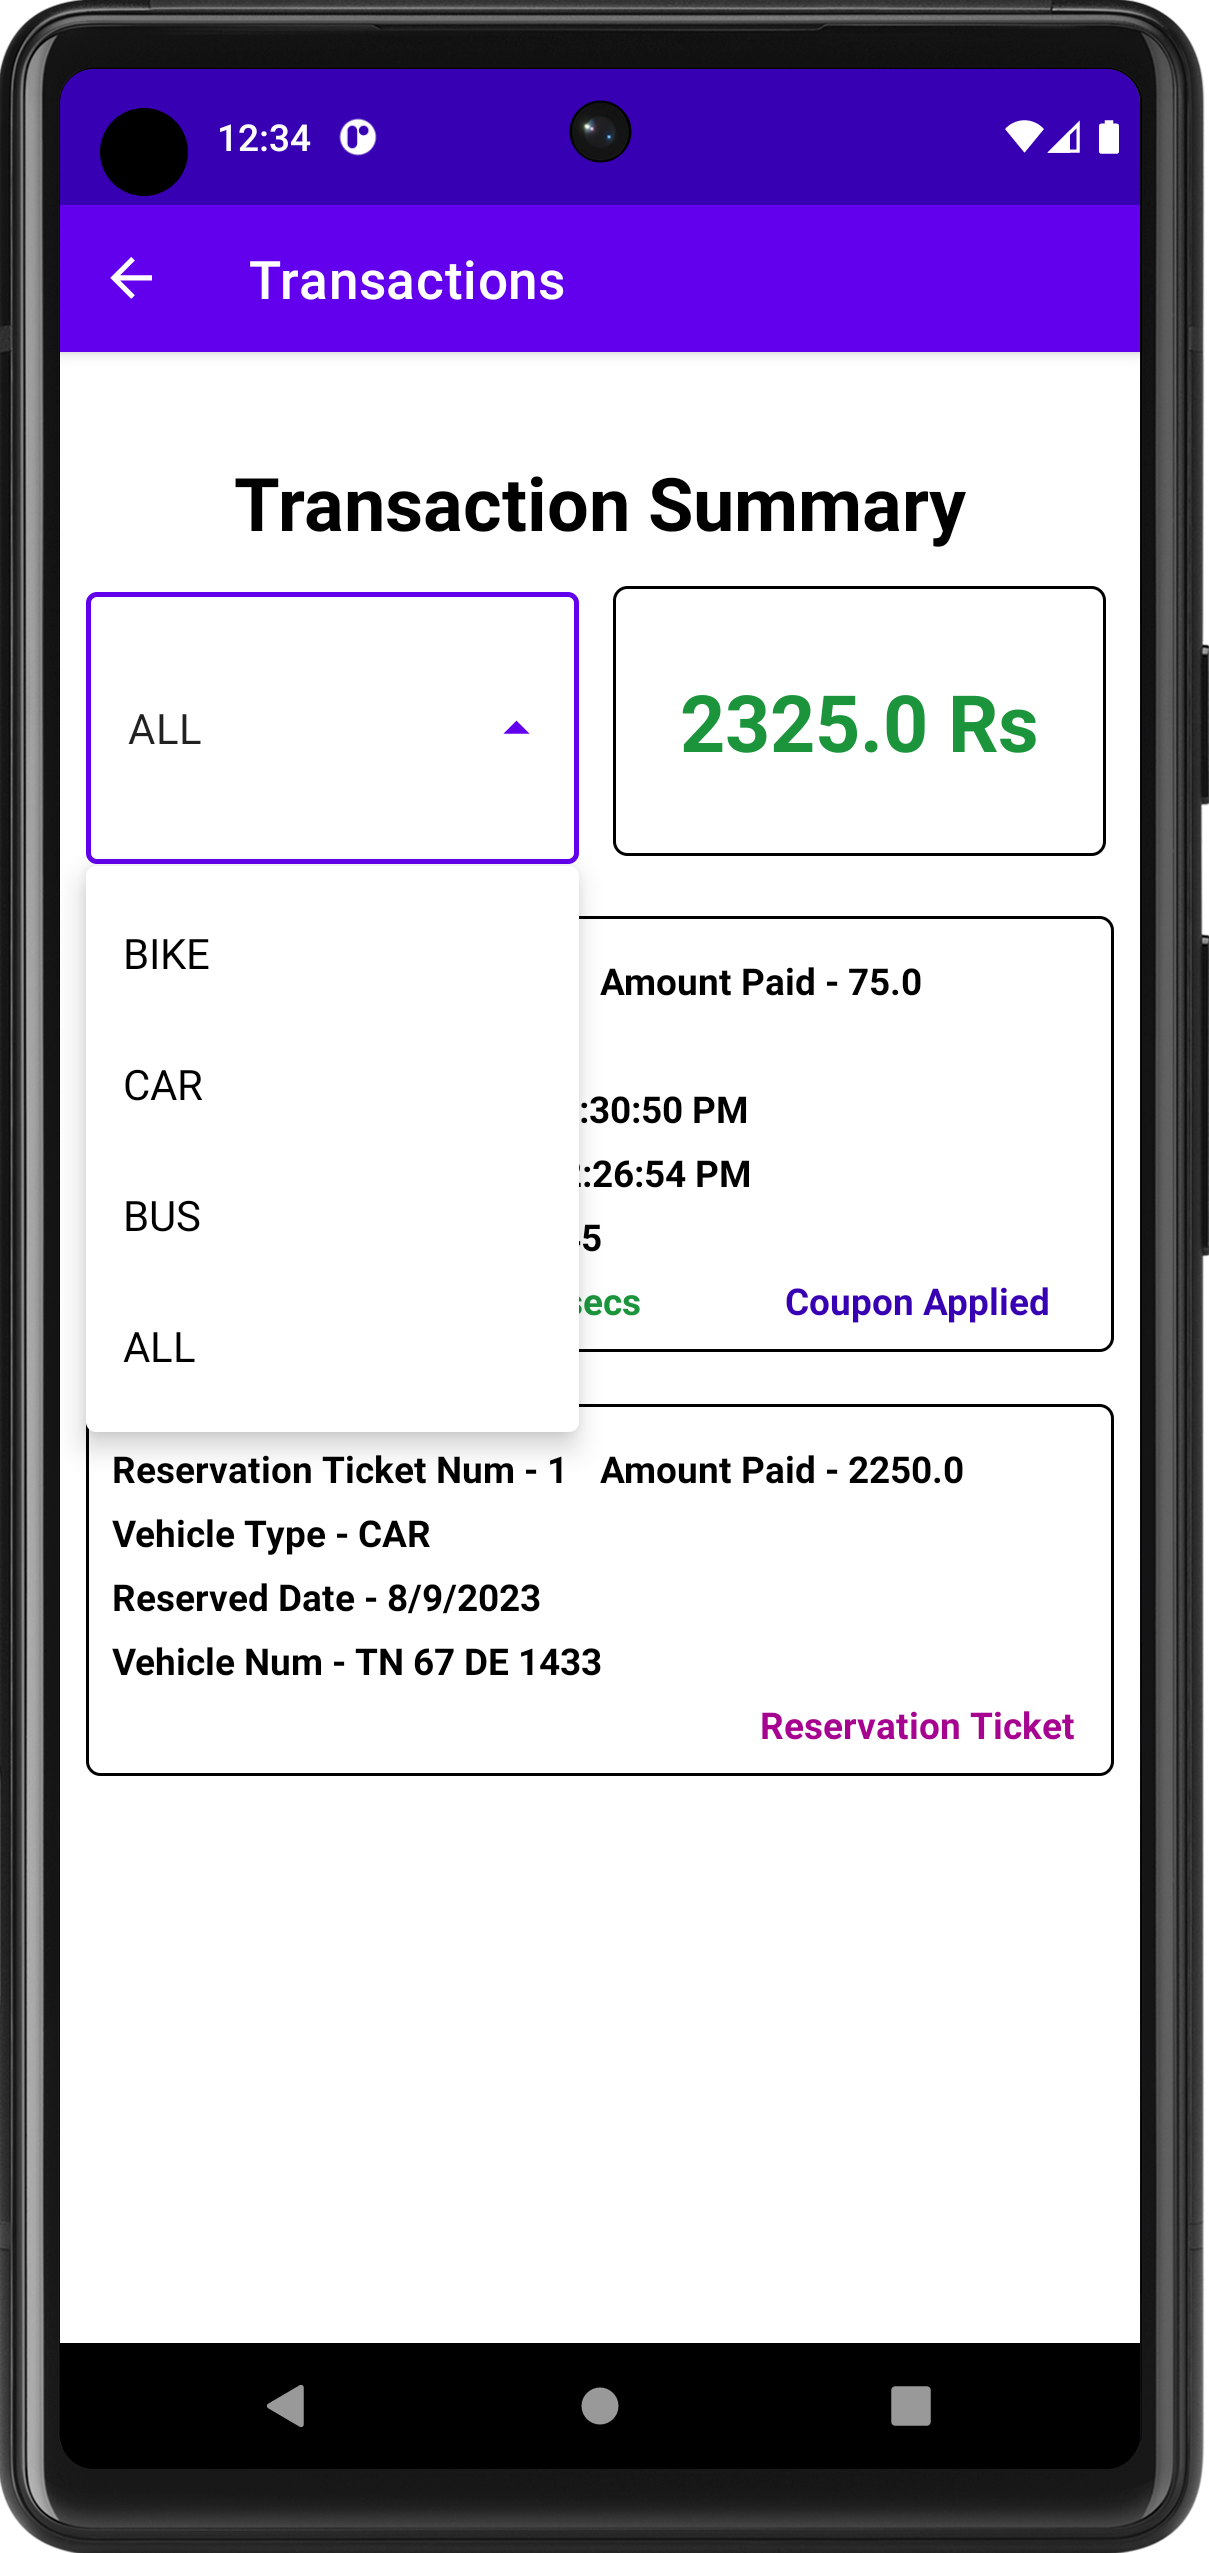 12:34
Transactions
Transaction Summary
ALL
2325.0 Rs
BIKE
CAR
BUS
ALL
Amount Paid - 75.0
:30:50 PM
:26:54 PM
5
secs
Coupon Applied
Reservation Ticket Num - 1 Amount Paid - 2250.0
Vehicle Type - CAR
Reserved Date - 8/9/2023
Vehicle Num - TN 67 DE 1433
Reservation Ticket